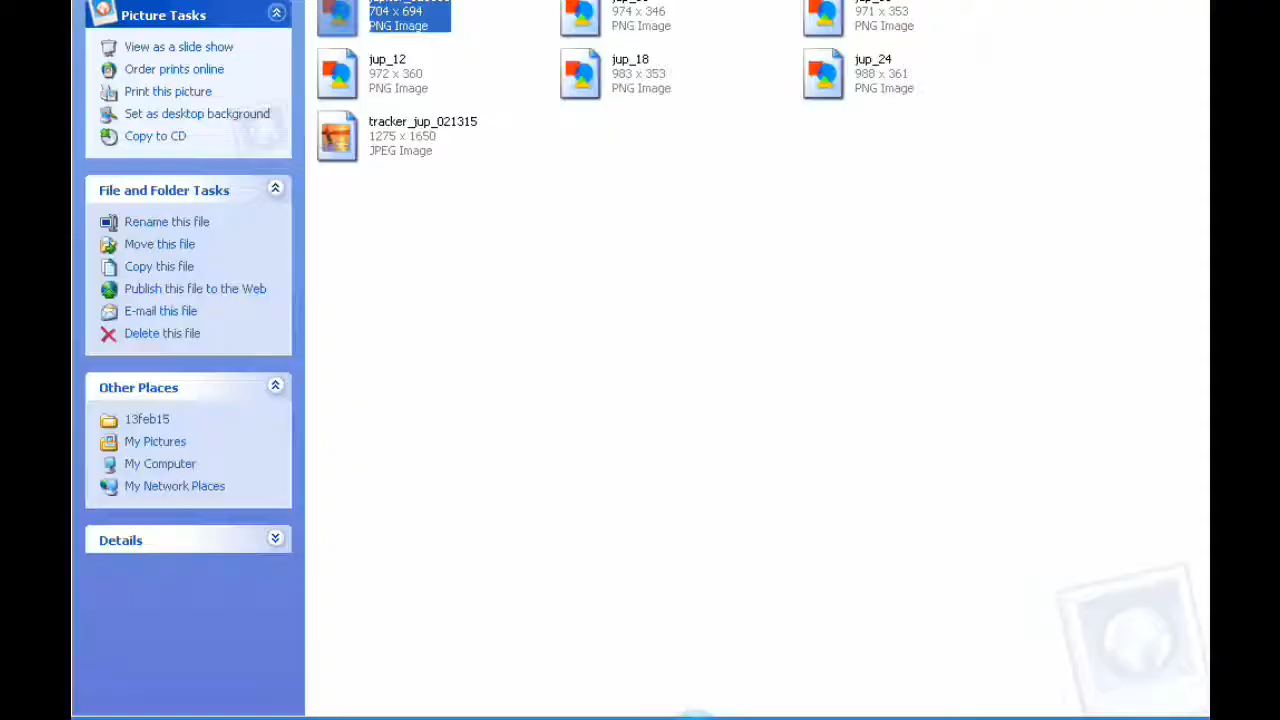 Picture Tasks
View as a slide show
Order prints online
Print this picture
Set as desktop background
Copy to CD
File and Folder Tasks
Rename this file
Move this file
Copy this file
Publish this file to the Web
E-mail this file
Delete this file
Other Places
13feb15
My Pictures
My Computer
My Network Places
Details
704 x 694
PNG Image
974 x 346
PNG Image
971 x 353
PNG Image
jup_12
972 x 360
PNG Image
jup_18
983 x 353
PNG Image
jup_24
988 x 361
PNG Image
tracker_jup_021315
1275 x 1650
JPEG Image